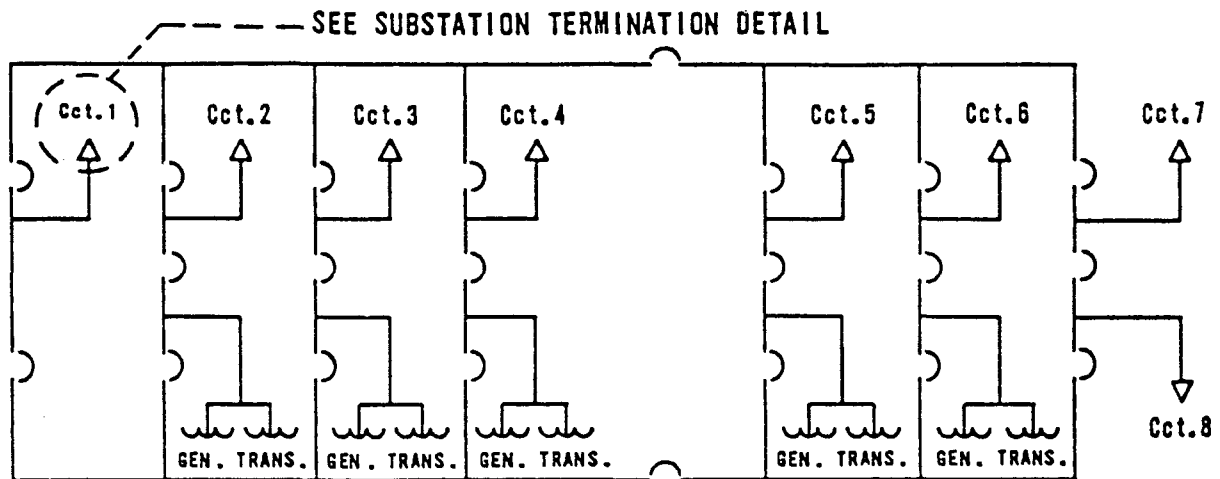 SEE SUBSTATION TERMINATION DETAIL
Cct.1 Cct.2 Cct.3 Cct.4 Cct.5 Cct.6 Cct.7
Cct.8
GEN. TRANS. GEN. TRANS. GEN. TRANS. GEN. TRANS. GEN. TRANS.